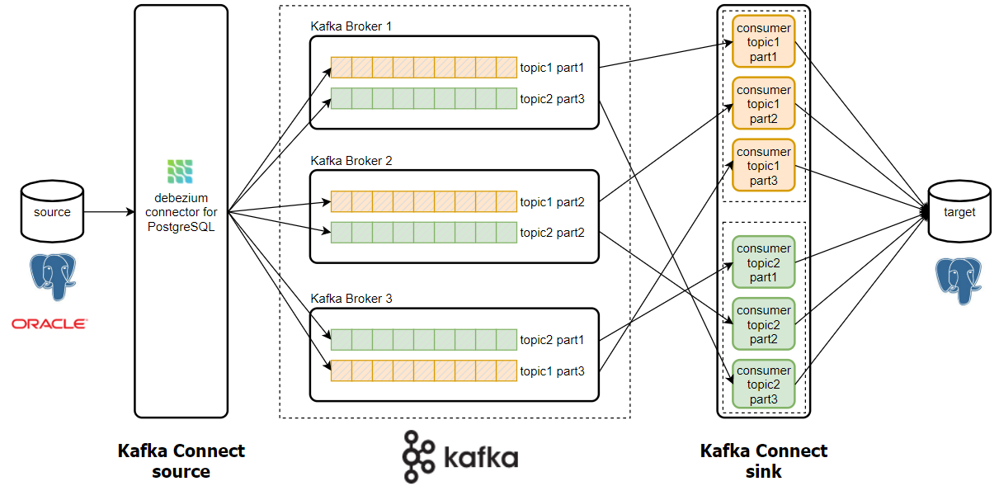 source
ORACLE
debezium
connector for
PostgreSQL
Kafka Connect
source
Kafka Broker 1
topic1 part1
topic2 part3
Kafka Broker 2
topic1 part2
topic2 part2
Kafka Broker 3
topic2 part1
topic1 part3
kafka
consumer
topic1
part1
consumer
topic1
part2
consumer
topic1
part3
consumer
topic2
part1
consumer
topic2
part2
consumer
topic2
part3
Kafka Connect
sink
target